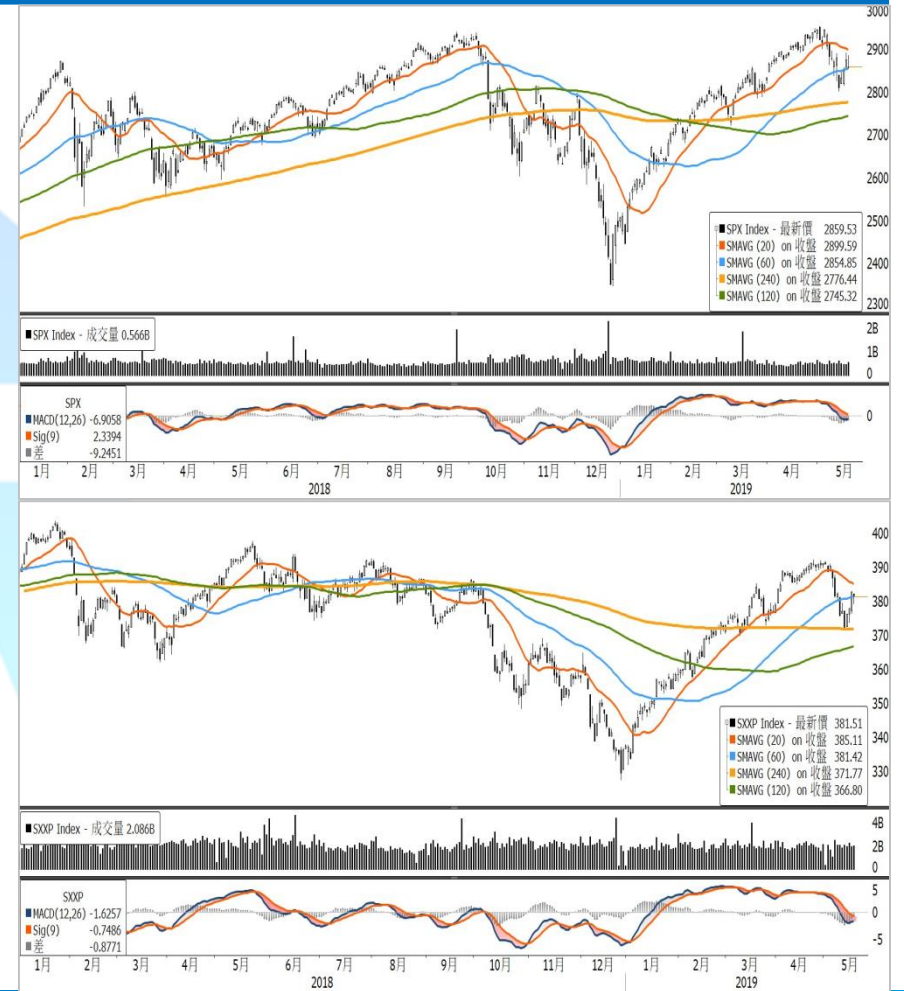 3000
2900
2800
2700
2600
2500
2400
2300
SPX Index - 最新價 2859.53
SMAVG (20) on 收盤 2899.59
SMAVG (60) on 收盤 2854.85
SMAVG (240) on 收盤 2776.44
SMAVG (120) on 收盤 2745.32
SPX Index - 成交量 0.566B
2B
1B
0
SPX
MACD(12,26) -6.9058
Sig(9) 2.3394
差 -9.2451
0
1月 2月 3月 4月 5月 6月 7月 8月 9月 10月 11月 12月 1月 2月 3月 4月 5月
2018 2019
400
390
380
370
360
350
340
330
SXXP Index - 最新價 381.51
SMAVG (20) on 收盤 385.11
SMAVG (60) on 收盤 381.42
SMAVG (240) on 收盤 371.77
SMAVG (120) on 收盤 366.80
SXXP Index - 成交量 2.086B
4B
2B
0
SXXP
MACD(12,26) -1.6257
Sig(9) -0.7486
差 -0.8771
5
0
-5
1月 2月 3月 4月 5月 6月 7月 8月 9月 10月 11月 12月 1月 2月 3月 4月 5月
2018 2019